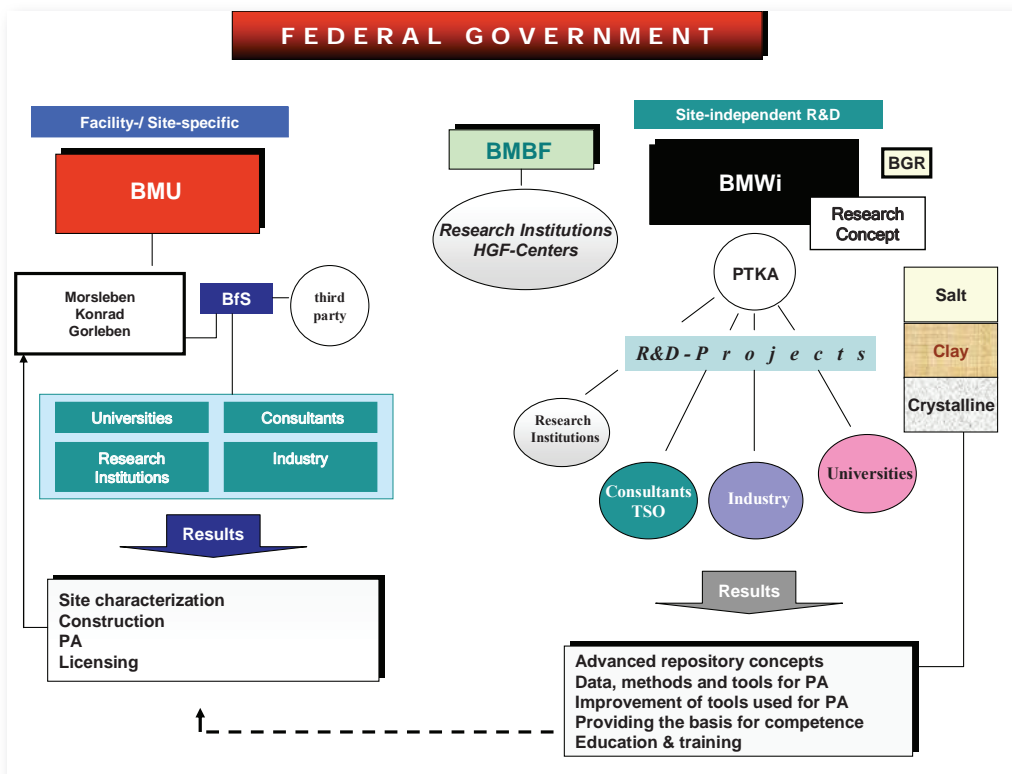 FEDERAL GOVERNMENT
Facility-/ Site-specific
BMU
Morsleben
Konrad
Gorleben
BfS
third
party
Universities
Consultants
Research
Institutions
Industry
Results
Site characterization
Construction
PA
Licensing
BMBF
Research Institutions
HGF-Centers
Site-independent R&D
BMWi
BGR
Research
Concept
PTKA
R&D-Projects
Research
Institutions
Consultants
TSO
Industry
Universities
Salt
Clay
Crystalline
Results
Advanced repository concepts
Data, methods and tools for PA
Improvement of tools used for PA
Providing the basis for competence
Education & training